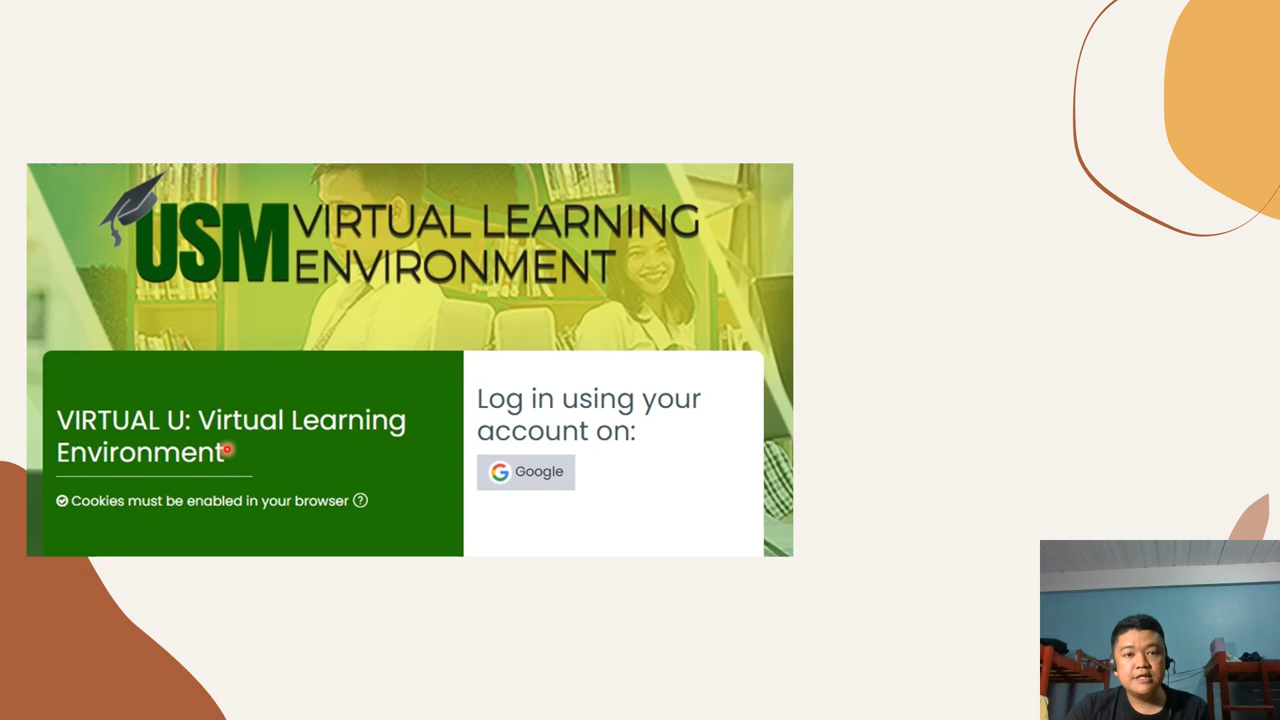 USM VIRTUAL LEARNING
ENVIRONMENT
VIRTUAL U: Virtual Learning
Environment
Cookies must be enabled in your browser
Log in using your
account on:
Google